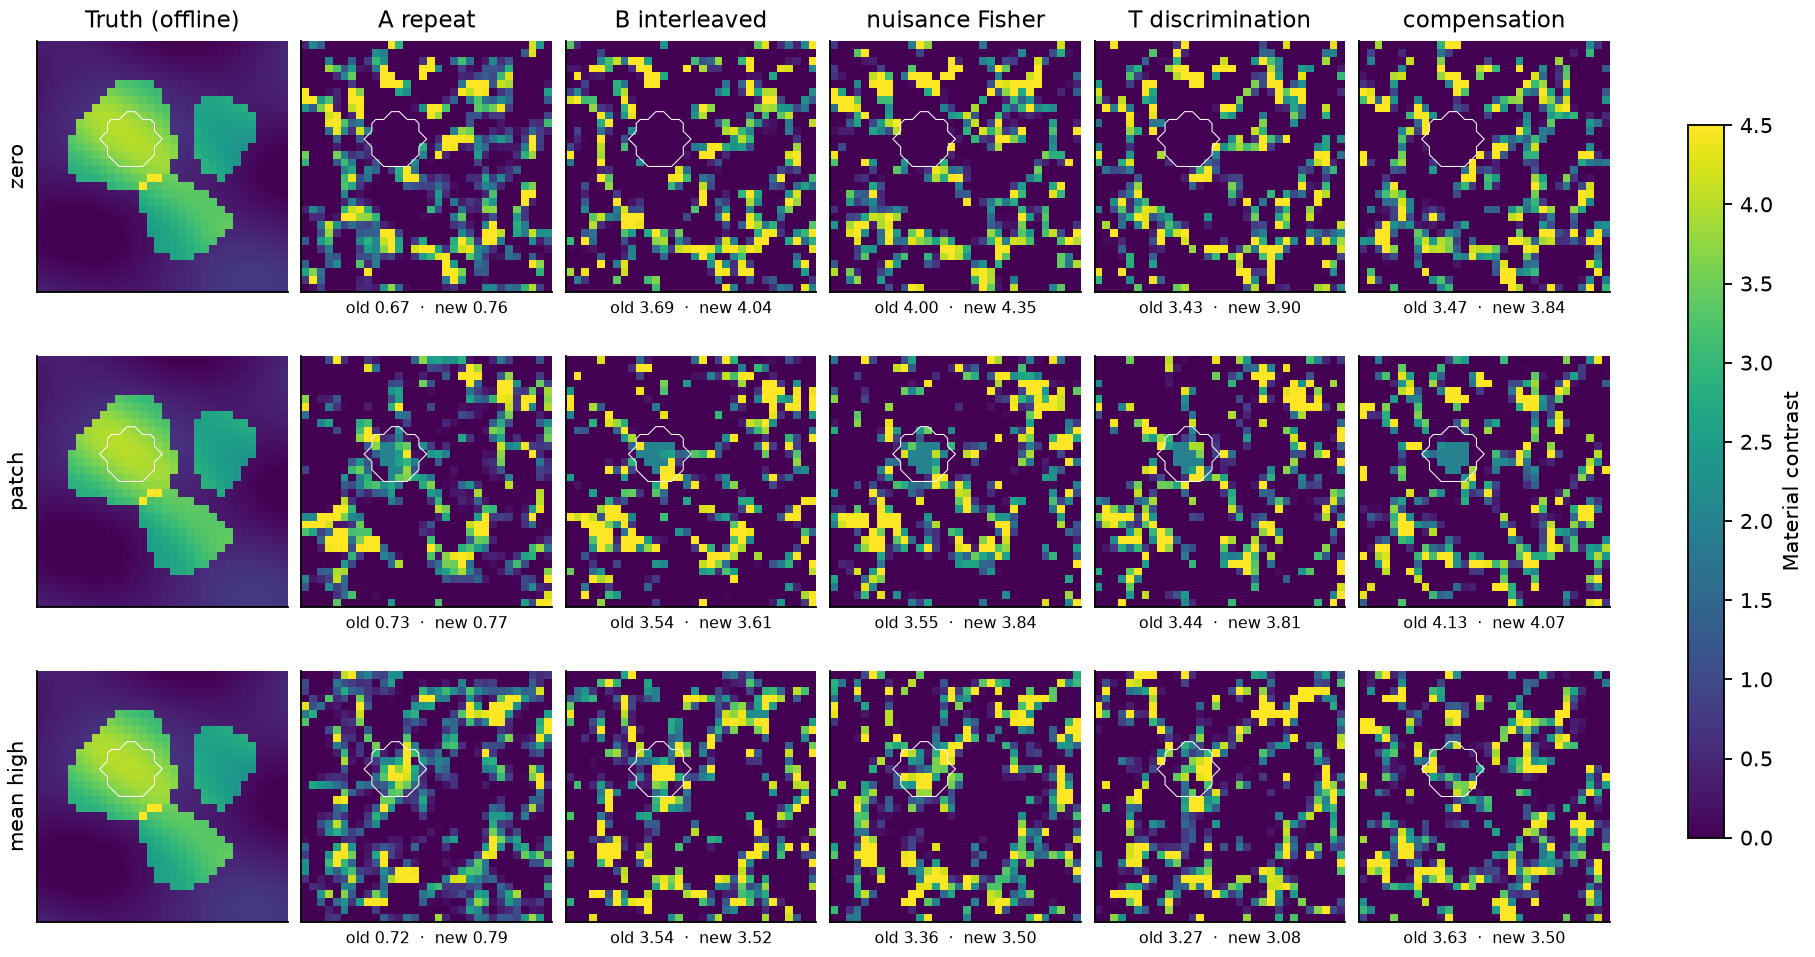 Truth (offline)
A repeat
B interleaved
nuisance Fisher
T discrimination
compensation
zero
old 0.67 · new 0.76
old 3.69 · new 4.04
old 4.00 · new 4.35
old 3.43 · new 3.90
old 3.47 · new 3.84
patch
old 0.73 · new 0.77
old 3.54 · new 3.61
old 3.55 · new 3.84
old 3.44 · new 3.81
old 4.13 · new 4.07
mean high
old 0.72 · new 0.79
old 3.54 · new 3.52
old 3.36 · new 3.50
old 3.27 · new 3.08
old 3.63 · new 3.50
4.5
4.0
3.5
3.0
2.5
2.0
1.5
1.0
0.5
0.0
Material contrast